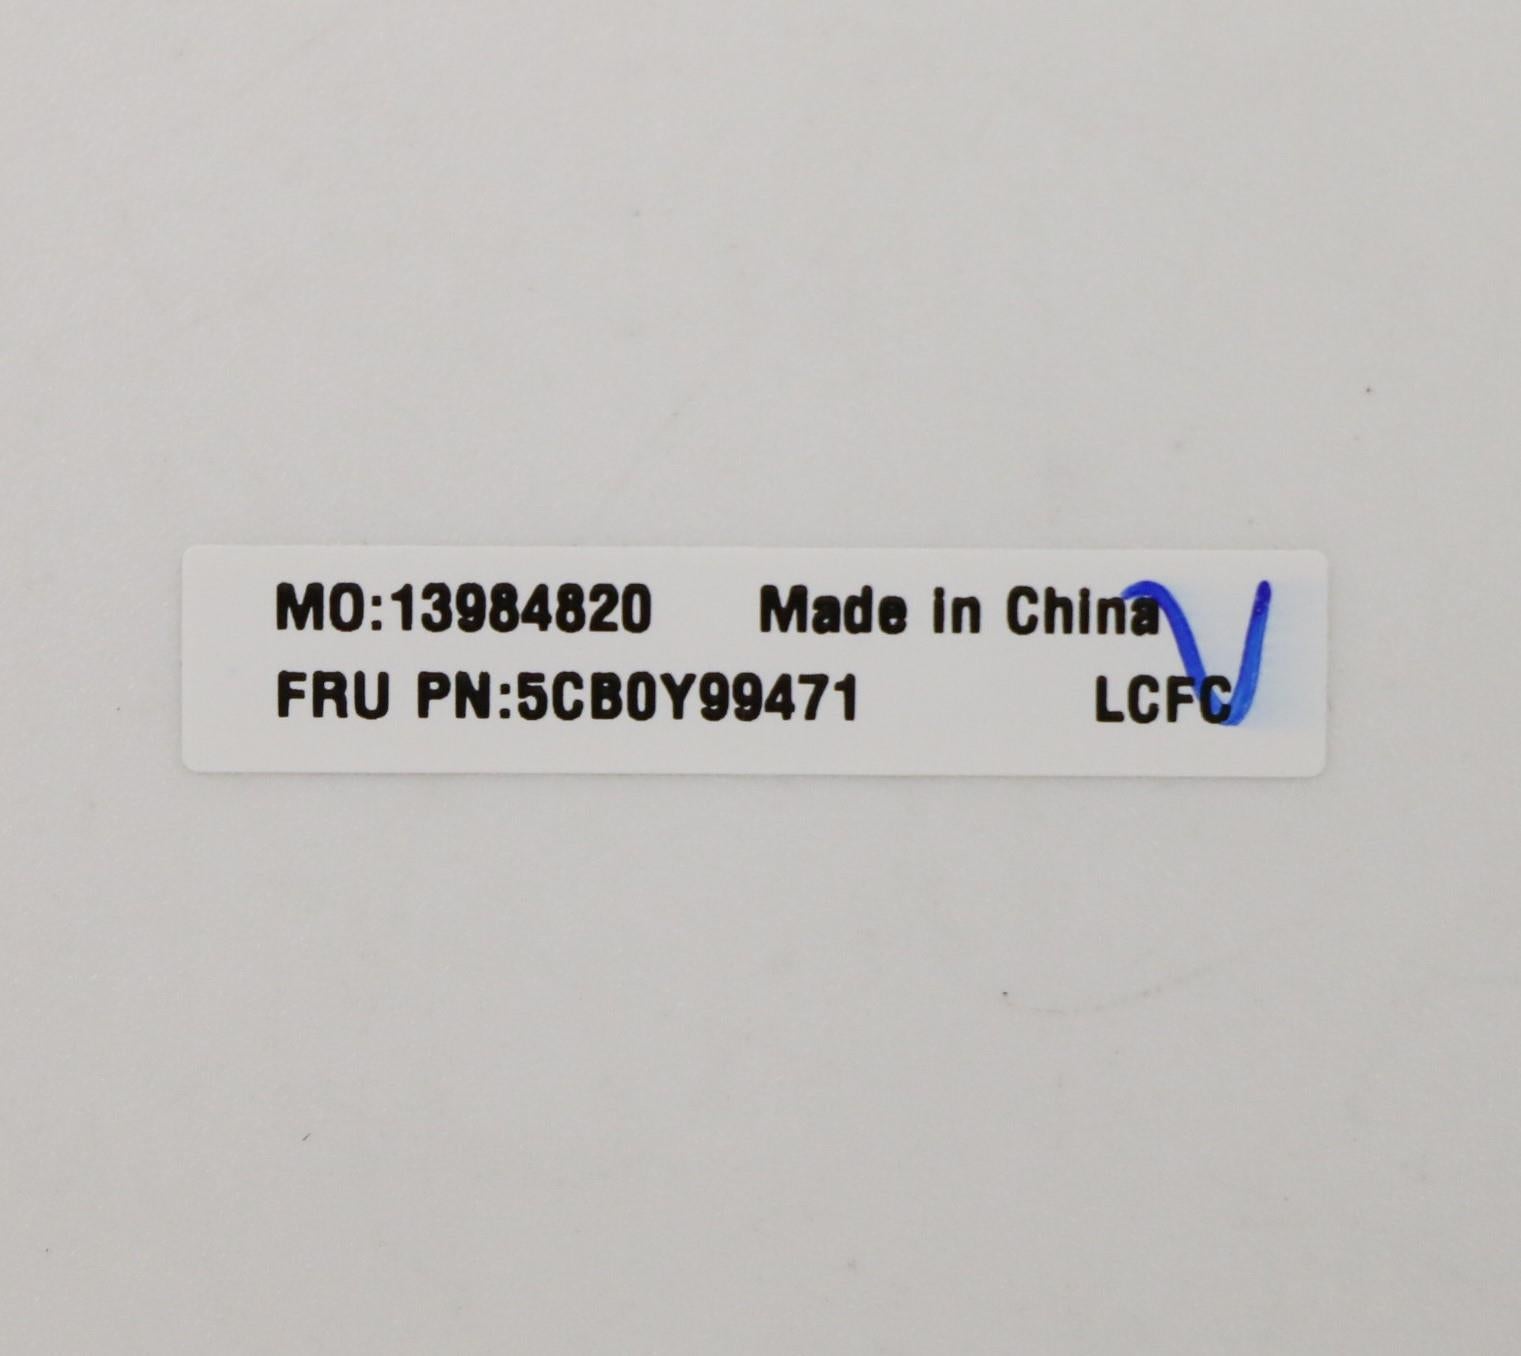 MO:13984820 Made in China
FRU PN:5CB0Y99471 LCFC